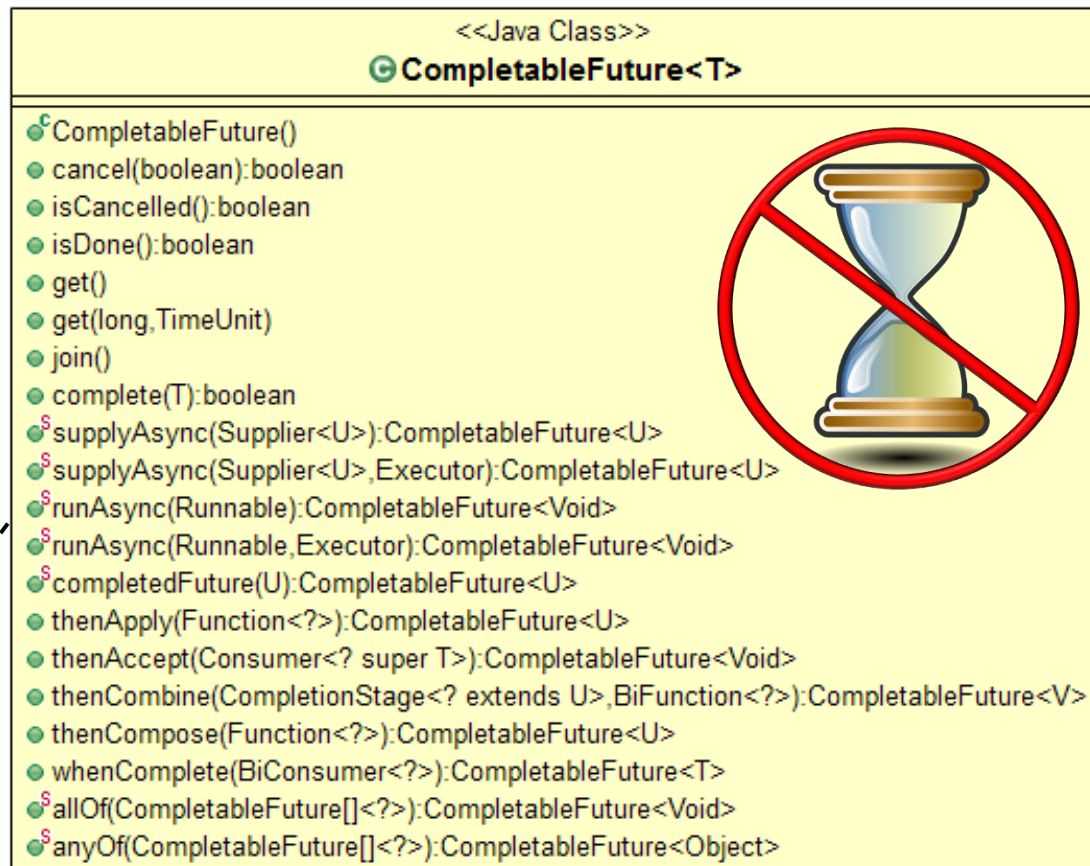 <<Java Class>>
C CompletableFuture<T>
C CompletableFuture()
cancel(boolean):boolean
isCancelled():boolean
isDone():boolean
get()
get(long,TimeUnit)
join()
complete(T):boolean
S supplyAsync(Supplier<U>):CompletableFuture<U>
S supplyAsync(Supplier<U>,Executor):CompletableFuture<U>
S runAsync(Runnable):CompletableFuture<Void>
S runAsync(Runnable,Executor):CompletableFuture<Void>
S completedFuture(U):CompletableFuture<U>
thenApply(Function<?>):CompletableFuture<U>
thenAccept(Consumer<? super T>):CompletableFuture<Void>
thenCombine(CompletionStage<? extends U>,BiFunction<?>):CompletableFuture<V>
thenCompose(Function<?>):CompletableFuture<U>
whenComplete(BiConsumer<?>):CompletableFuture<T>
S allOf(CompletableFuture[]<?>):CompletableFuture<Void>
S anyOf(CompletableFuture[]<?>):CompletableFuture<Object>